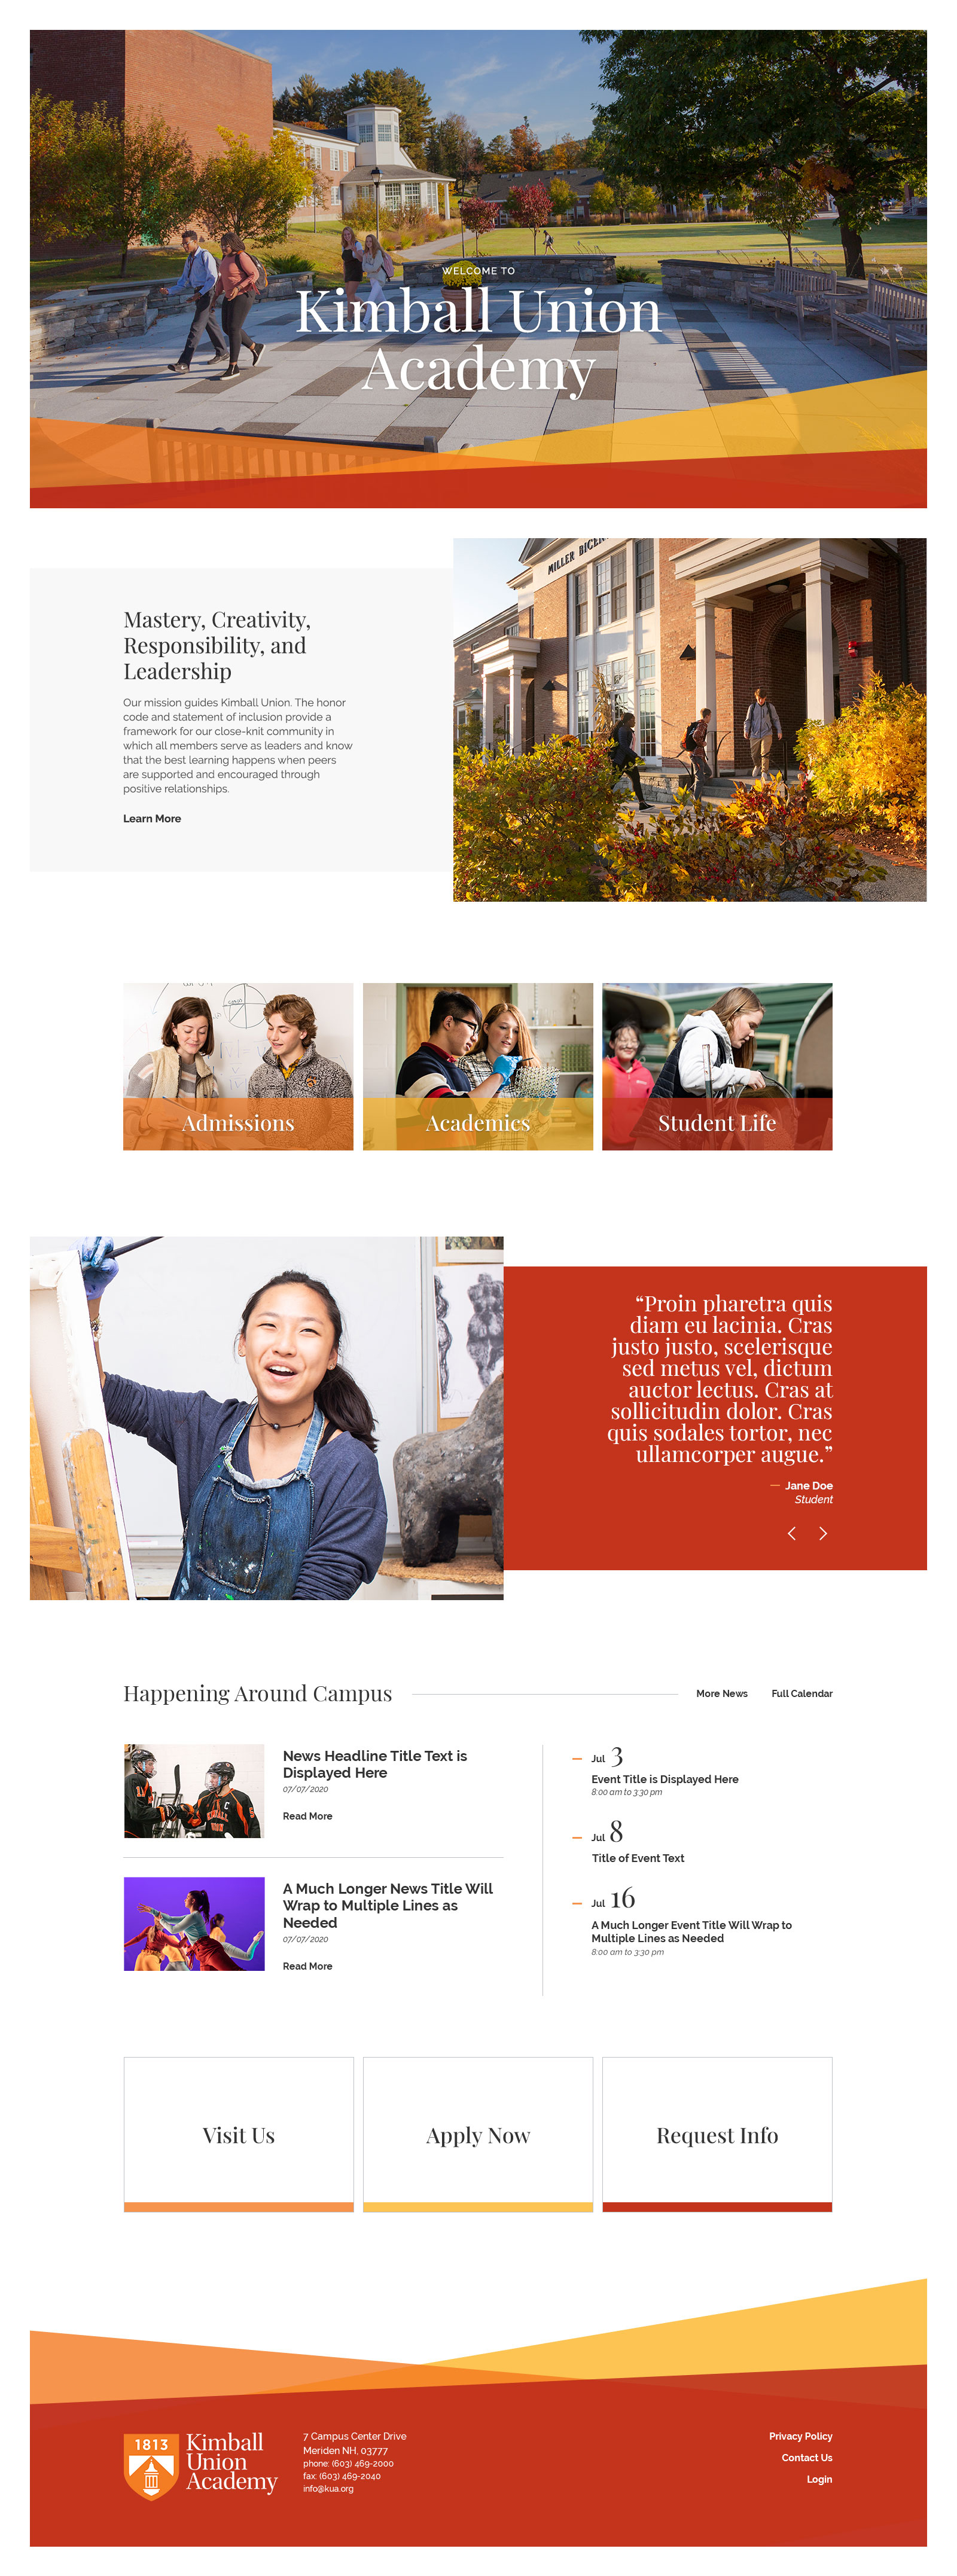 WELCOME TO
Kimball Union
Academy
MILLER
Mastery, Creativity,
Responsibility, and
Leadership
Our mission guides Kimball Union. The honor
code and statement of inclusion provide a
framework for our close-knit community in
which all members serve as leaders and know
that the best learning happens when peers
are supported and encouraged through
positive relationships.
Learn More
Admissions
Academics
Student Life
“Proin pharetra quis
diam eu lacinia. Cras
justo justo, scelerisque
sed metus vel, dictum
auctor lectus. Cras at
sollicitudin dolor. Cras
quis sodales tortor, nec
ullamcorper augue.”
— Jane Doe
Student
Happening Around Campus
More News
Full Calendar
News Headline Title Text is
Displayed Here
07/07/2020
Read More
A Much Longer News Title Will
Wrap to Multiple Lines as
Needed
07/07/2020
Read More
Jul 3
Event Title is Displayed Here
8:00 am to 3:30 pm
Jul 8
Title of Event Text
Jul 16
A Much Longer Event Title Will Wrap to
Multiple Lines as Needed
8:00 am to 3:30 pm
Visit Us
Apply Now
Request Info
1813
Kimball
Union
Academy
7 Campus Center Drive
Meriden NH, 03777
phone: (603) 469-2000
fax: (603) 469-2040
info@kua.org
Privacy Policy
Contact Us
Login